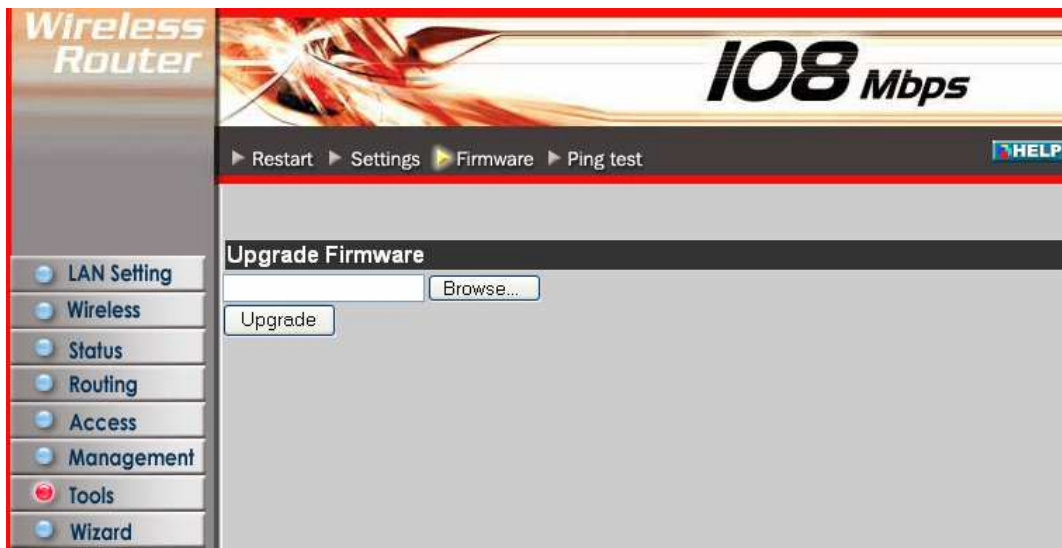 Wireless
Router
108 Mbps
Restart Settings Firmware Ping test
HELP
Upgrade Firmware
Browse...
Upgrade
LAN Setting
Wireless
Status
Routing
Access
Management
Tools
Wizard